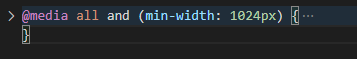 @media all and (min-width: 1024px) {⋯
}